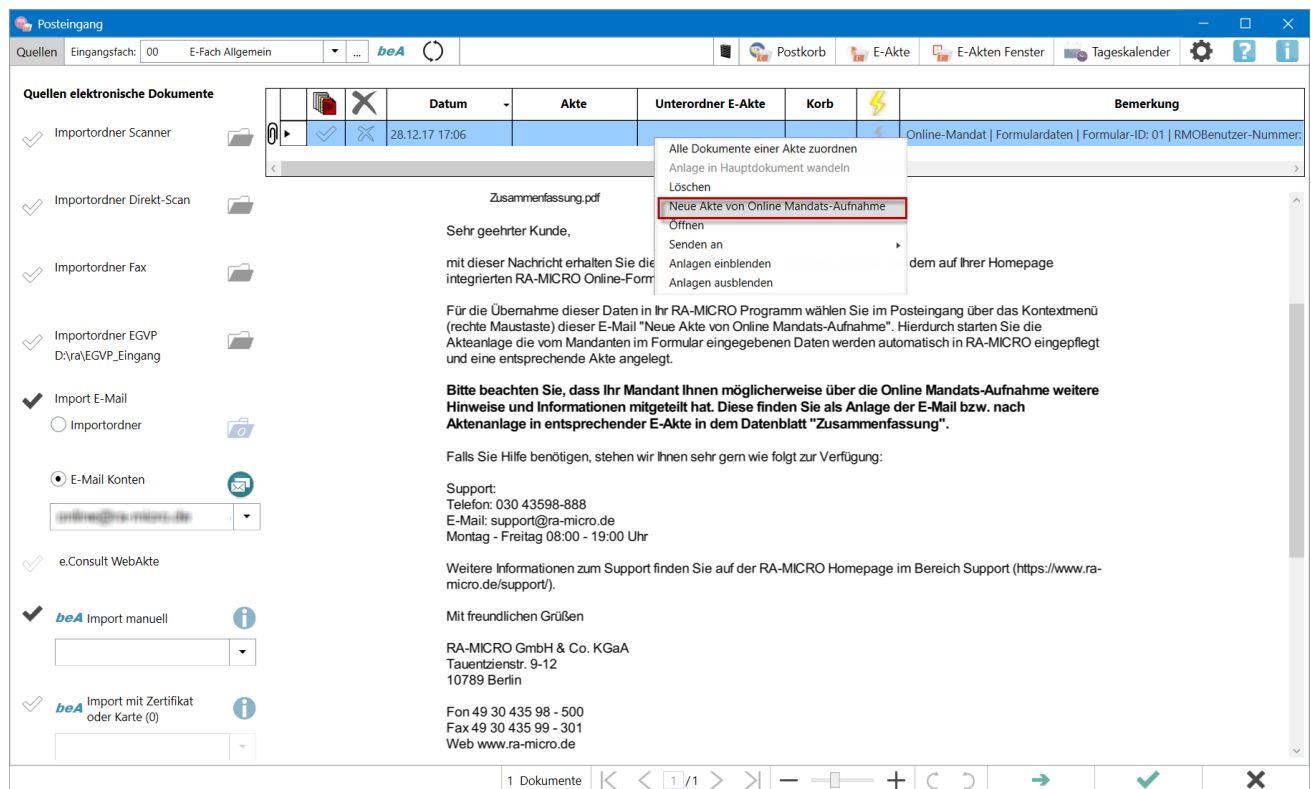 Posteingang
Quellen Eingangsfach: 00 E-Fach Allgemein ... beA Postkorb E-Akte E-Akten Fenster Tageskalender ? i
Quellen elektronische Dokumente
Importordner Scanner
Importordner Direkt-Scan
Importordner Fax
Importordner EGVP
D:\ra\EGVP_Eingang
Import E-Mail
Importordner
E-Mail Konten
e.Consult WebAkte
beA Import manuell
beA Import mit Zertifikat
oder Karte (0)
Datum Akte Unterordner E-Akte Korb Bemerkung
28.12.17 17:06 Online-Mandat | Formulardaten | Formular-ID: 01 | RMOBenutzer-Nummer:
Alle Dokumente einer Akte zuordnen
Anlage in Hauptdokument wandeln
Löschen
Neue Akte von Online Mandats-Aufnahme
Öffnen
Senden an
Anlagen einblenden
Anlagen ausblenden
Zusammenfassung.pdf
Sehr geehrter Kunde,
mit dieser Nachricht erhalten Sie die dem auf Ihrer Homepage
integrierten RA-MICRO Online-Form
Für die Übernahme dieser Daten in Ihr RA-MICRO Programm wählen Sie im Posteingang über das Kontextmenü
(rechte Maustaste) dieser E-Mail "Neue Akte von Online Mandats-Aufnahme". Hierdurch starten Sie die
Akteanlage die vom Mandanten im Formular eingegebenen Daten werden automatisch in RA-MICRO eingepflegt
und eine entsprechende Akte angelegt.
Bitte beachten Sie, dass Ihr Mandant Ihnen möglicherweise über die Online Mandats-Aufnahme weitere
Hinweise und Informationen mitgeteilt hat. Diese finden Sie als Anlage der E-Mail bzw. nach
Aktenanlage in entsprechender E-Akte in dem Datenblatt "Zusammenfassung".
Falls Sie Hilfe benötigen, stehen wir Ihnen sehr gern wie folgt zur Verfügung:
Support:
Telefon: 030 43598-888
E-Mail: support@ra-micro.de
Montag - Freitag 08:00 - 19:00 Uhr
Weitere Informationen zum Support finden Sie auf der RA-MICRO Homepage im Bereich Support (https://www.ra-
micro.de/support/).
Mit freundlichen Grüßen
RA-MICRO GmbH & Co. KGaA
Tauentzienstr. 9-12
10789 Berlin
Fon 49 30 435 98 - 500
Fax 49 30 435 99 - 301
Web www.ra-micro.de
1 Dokumente 1 /1